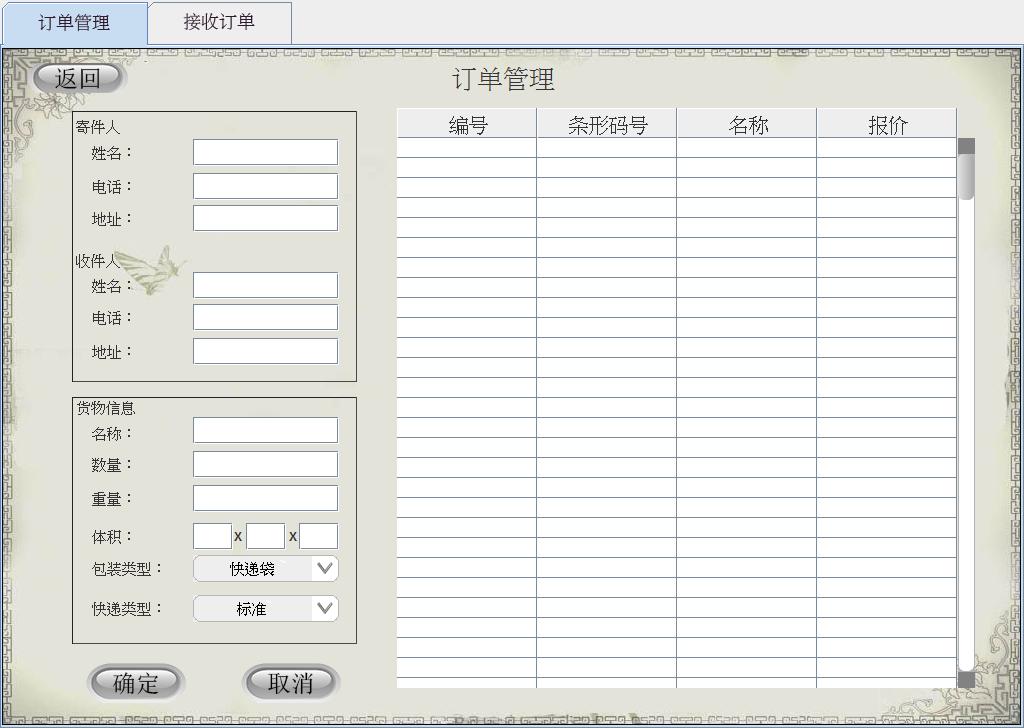 订单管理 接收订单
返回
订单管理
寄件人
姓名：
电话：
地址：
收件人
姓名：
电话：
地址：
货物信息
名称：
数量：
重量：
体积： x x
包装类型： 快递袋
快递类型： 标准
确定 取消
编号 条形码号 名称 报价